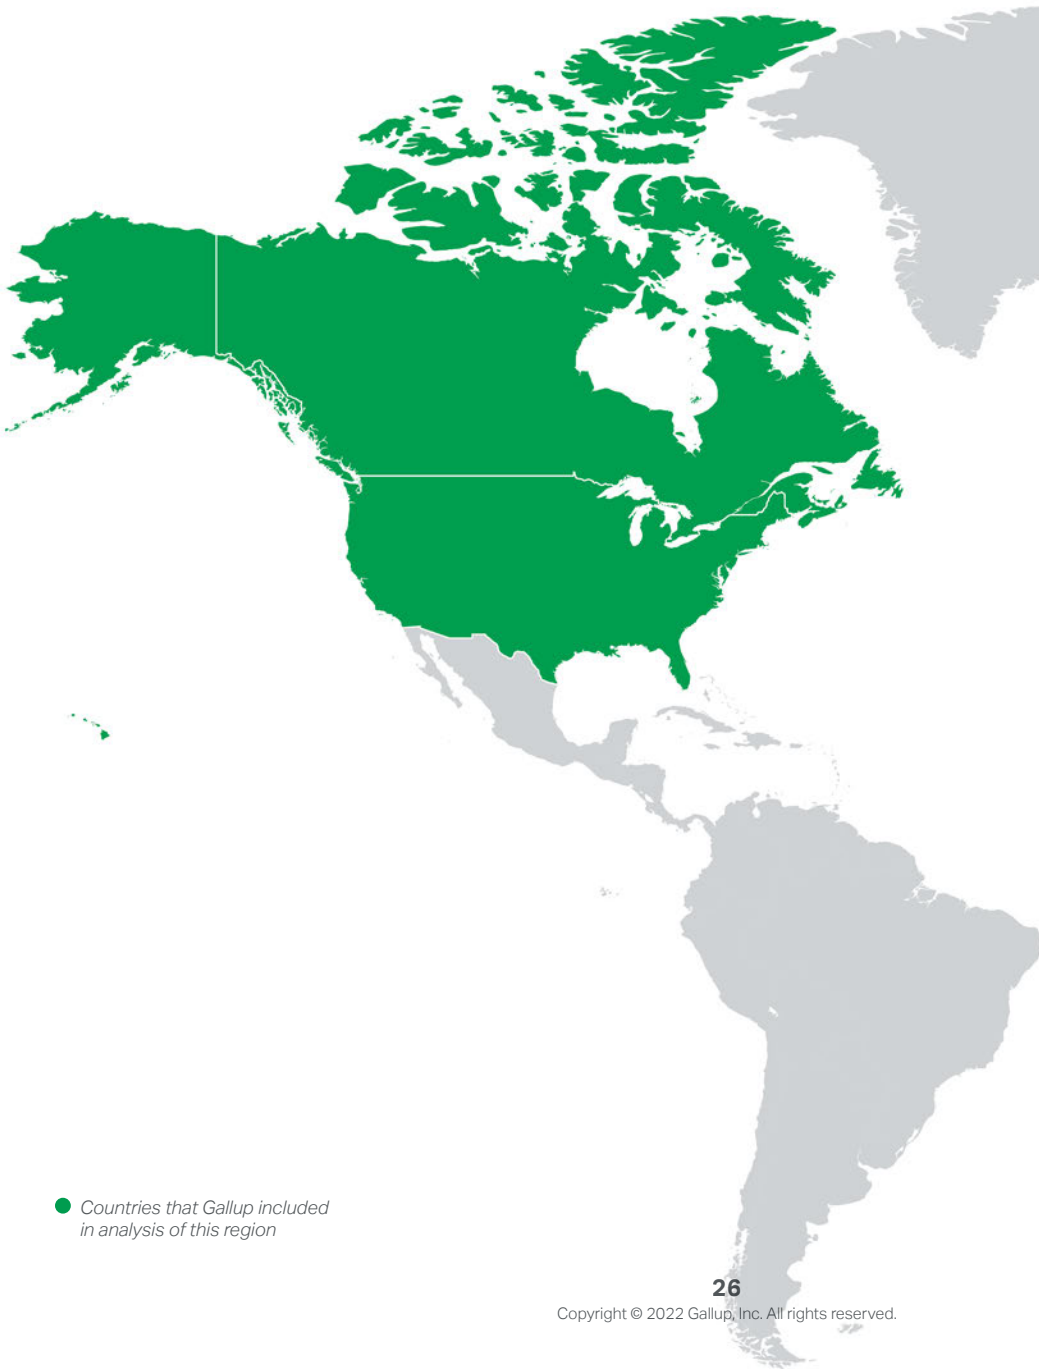 Countries that Gallup included
in analysis of this region
26
Copyright © 2022 Gallup, Inc. All rights reserved.